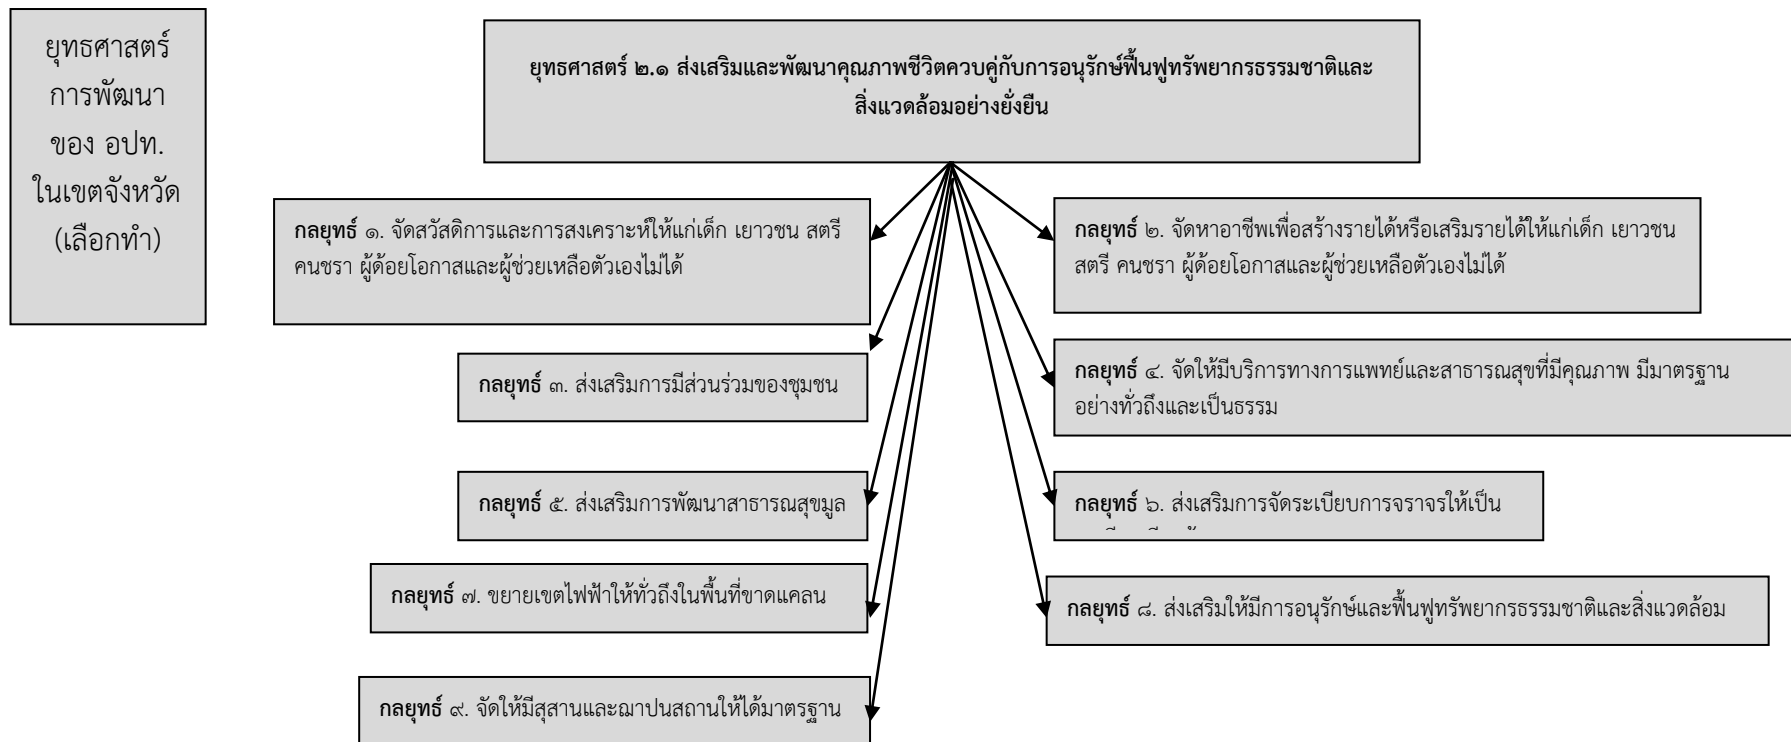 ยุทธศาสตร์
การพัฒนา
ของ อปท.
ในเขตจังหวัด
(เลือกทำ)
ยุทธศาสตร์ ๒.๑ ส่งเสริมและพัฒนาคุณภาพชีวิตควบคู่กับการอนุรักษ์ฟื้นฟูทรัพยากรธรรมชาติและ
สิ่งแวดล้อมอย่างยั่งยืน
กลยุทธ์ ๑. จัดสวัสดิการและการสงเคราะห์ให้แก่เด็ก เยาวชน สตรี
คนชรา ผู้ด้อยโอกาสและผู้ช่วยเหลือตัวเองไม่ได้
กลยุทธ์ ๒. จัดหาอาชีพเพื่อสร้างรายได้หรือเสริมรายได้ให้แก่เด็ก เยาวชน
สตรี คนชรา ผู้ด้อยโอกาสและผู้ช่วยเหลือตัวเองไม่ได้
กลยุทธ์ ๓. ส่งเสริมการมีส่วนร่วมของชุมชน
กลยุทธ์ ๔. จัดให้มีบริการทางการแพทย์และสาธารณสุขที่มีคุณภาพ มีมาตรฐาน
อย่างทั่วถึงและเป็นธรรม
กลยุทธ์ ๕. ส่งเสริมการพัฒนาสาธารณสุขมูล
กลยุทธ์ ๖. ส่งเสริมการจัดระเบียบการจราจรให้เป็น
กลยุทธ์ ๗. ขยายเขตไฟฟ้าให้ทั่วถึงในพื้นที่ขาดแคลน
กลยุทธ์ ๘. ส่งเสริมให้มีการอนุรักษ์และฟื้นฟูทรัพยากรธรรมชาติและสิ่งแวดล้อม
กลยุทธ์ ๙. จัดให้มีสุสานและฌาปนสถานให้ได้มาตรฐาน